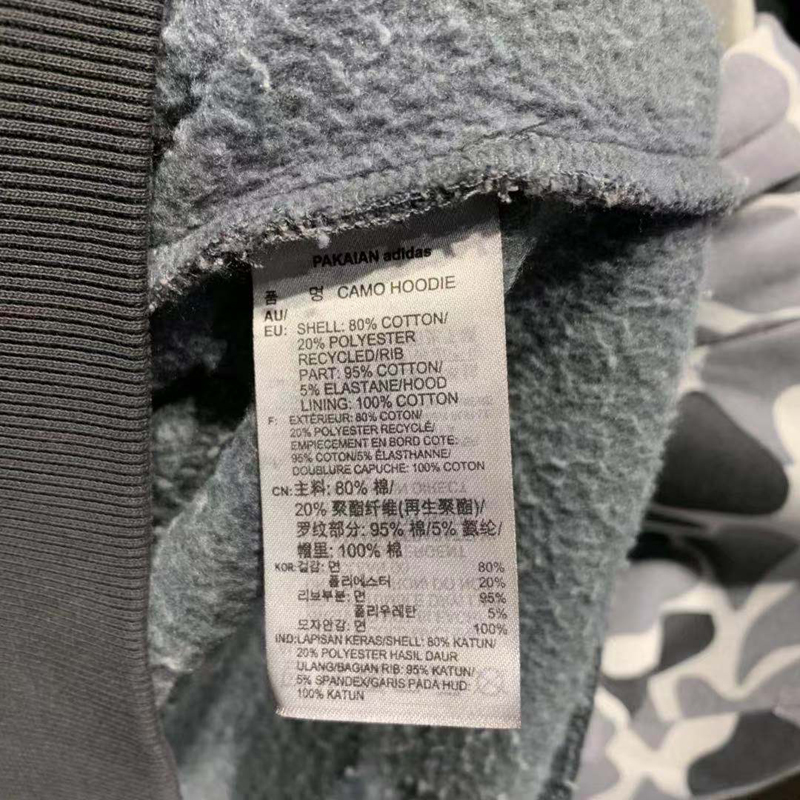 PAKAIAN adidas
품 명 CAMO HOODIE
AU/
EU: SHELL: 80% COTTON/
20% POLYESTER
RECYCLED/RIB
PART: 95% COTTON/
5% ELASTANE/HOOD
LINING: 100% COTTON
F: EXTÉRIEUR: 80% COTON/
20% POLYESTER RECYCLÉ/
EMPIECEMENT EN BORD COTE:
95% COTON/5% ÉLASTHANNE/
DOUBLURE CAPUCHE: 100% COTON
CN: 主料: 80% 棉/
20% 聚酯纤维(再生聚酯)/
罗纹部分: 95% 棉/5% 氨纶/
帽里: 100% 棉
KOR: 겉감: 면 80%
폴리에스터 20%
리브부분: 면 95%
폴리우레탄 5%
모자안감: 면 100%
IND: LAPISAN KERAS/SHELL: 80% KATUN/
20% POLYESTER HASIL DAUR
ULANG/BAGIAN RIB: 95% KATUN/
5% SPANDEX/GARIS PADA HUD:
100% KATUN